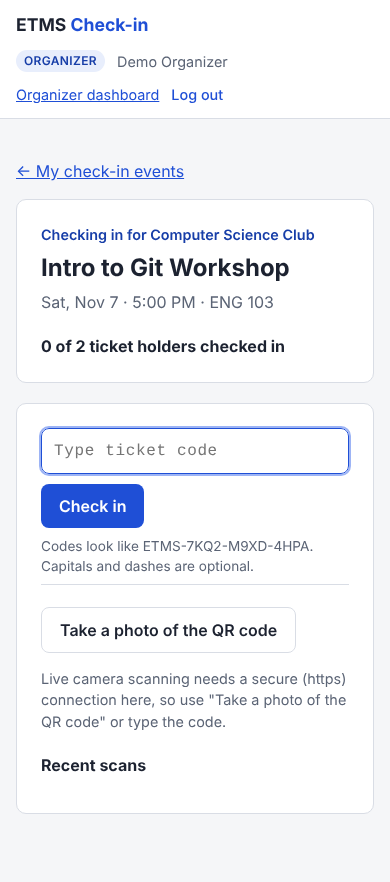 ETMS Check-in
ORGANIZER Demo Organizer
Organizer dashboard Log out
← My check-in events
Checking in for Computer Science Club
Intro to Git Workshop
Sat, Nov 7 · 5:00 PM · ENG 103
0 of 2 ticket holders checked in
Type ticket code
Check in
Codes look like ETMS-7KQ2-M9XD-4HPA.
Capitals and dashes are optional.
Take a photo of the QR code
Live camera scanning needs a secure (https)
connection here, so use "Take a photo of the
QR code" or type the code.
Recent scans